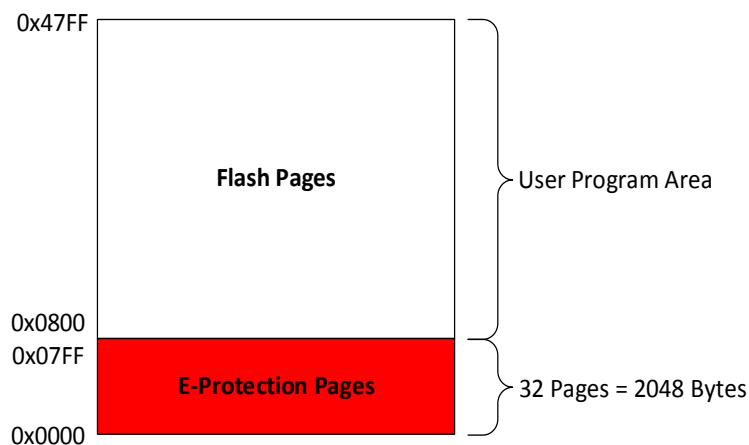 0x47FF
Flash Pages
User Program Area
0x0800
0x07FF
E-Protection Pages
32 Pages = 2048 Bytes
0x0000